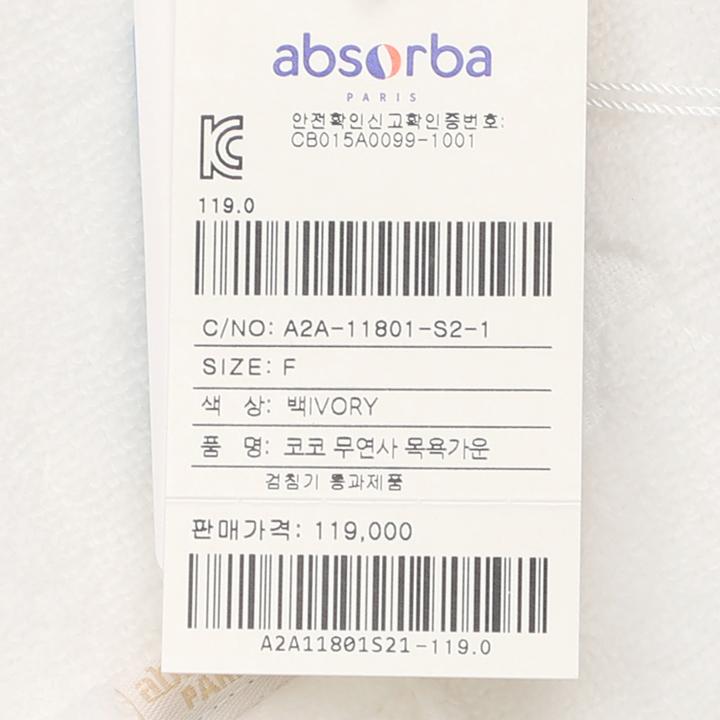 absorba
PARIS
안전확인신고확인증번호:
CB015A0099-1001
119.0
C/NO: A2A-11801-S2-1
SIZE: F
색 상: 백IVORY
품 명: 코코 무연사 목욕가운
검침기 통과제품
판매가격: 119,000
A2A11801S21-119.0